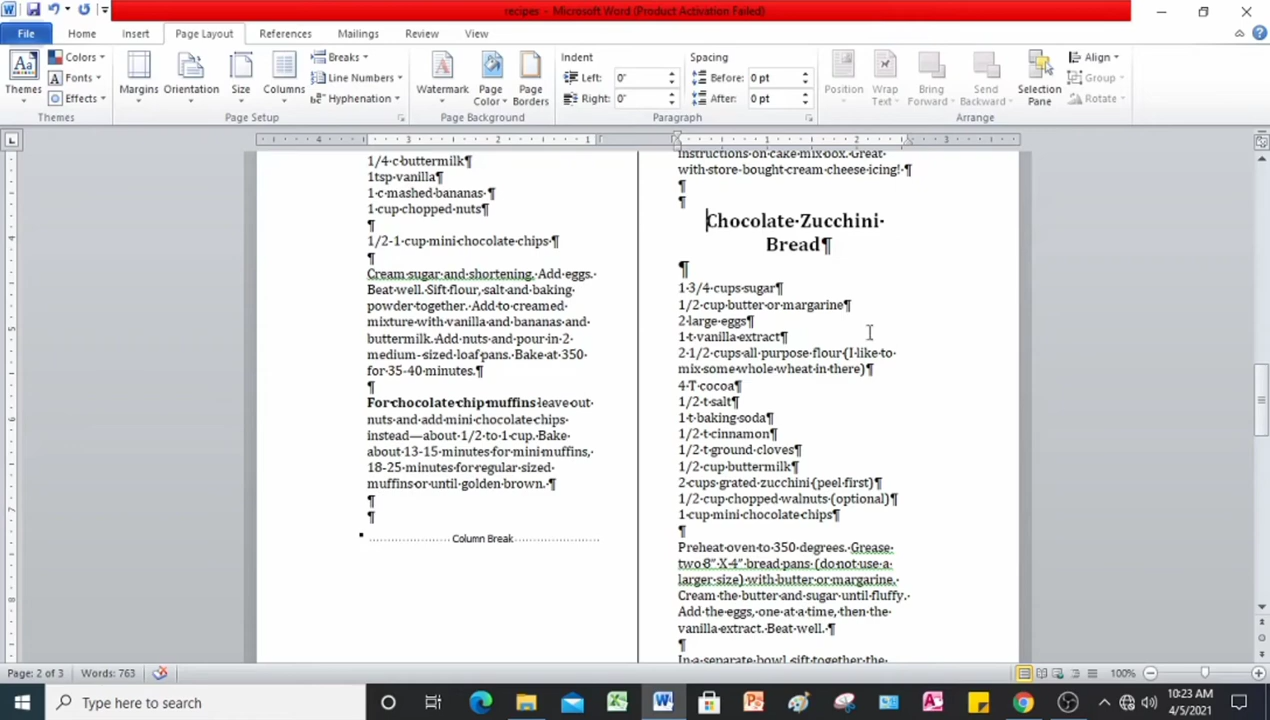 recipes - Microsoft Word (Product Activation Failed)
File Home Insert Page Layout References Mailings Review View
Themes
Colors
Fonts
Effects
Themes
Margins
Orientation
Size
Columns
Breaks
Line Numbers
Hyphenation
Page Setup
Watermark
Page Color
Page Borders
Page Background
Indent
Left: 0"
Right: 0"
Spacing
Before: 0 pt
After: 0 pt
Paragraph
Position
Wrap Text
Bring Forward
Send Backward
Selection Pane
Align
Group
Rotate
Arrange
1/4 c buttermilk¶
1tsp vanilla¶
1 c mashed bananas ¶
1 cup chopped nuts¶
¶
1/2-1 cup mini chocolate chips ¶
¶
Cream sugar and shortening. Add eggs.
Beat well. Sift flour, salt and baking
powder together. Add to creamed
mixture with vanilla and bananas and
buttermilk. Add nuts and pour in 2
medium-sized loaf pans. Bake at 350
for 35-40 minutes.¶
¶
For chocolate chip muffins leave out
nuts and add mini chocolate chips
instead—about 1/2 to 1 cup. Bake
about 13-15 minutes for mini muffins,
18-25 minutes for regular sized
muffins or until golden brown. ¶
¶
¶
Column Break
instructions on cake mix box. Great
with store bought cream cheese icing! ¶
¶
¶
Chocolate Zucchini
Bread¶
¶
1 3/4 cups sugar¶
1/2 cup butter or margarine¶
2 large eggs¶
1 t vanilla extract¶
2 1/2 cups all purpose flour (I like to
mix some whole wheat in there)¶
4 T cocoa¶
1/2 t salt¶
1 t baking soda¶
1/2 t cinnamon¶
1/2 t ground cloves¶
1/2 cup buttermilk¶
2 cups grated zucchini (peel first)¶
1/2 cup chopped walnuts (optional)¶
1 cup mini chocolate chips¶
¶
Preheat oven to 350 degrees. Grease
two 8” X 4” bread pans (do not use a
larger size) with butter or margarine.
Cream the butter and sugar until fluffy.
Add the eggs, one at a time, then the
vanilla extract. Beat well. ¶
¶
In a separate bowl sift together the
Page: 2 of 3 Words: 763 100%
Type here to search
10:23 AM
4/5/2021